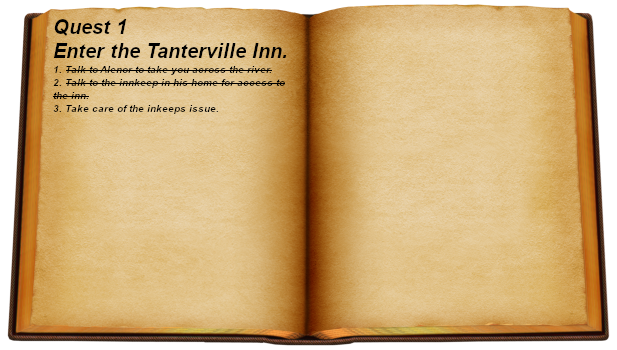 Quest 1
Enter the Tanterville Inn.
1. Talk to Alenor to take you across the river.
2. Talk to the innkeep in his home for access to
the inn.
3. Take care of the inkeeps issue.